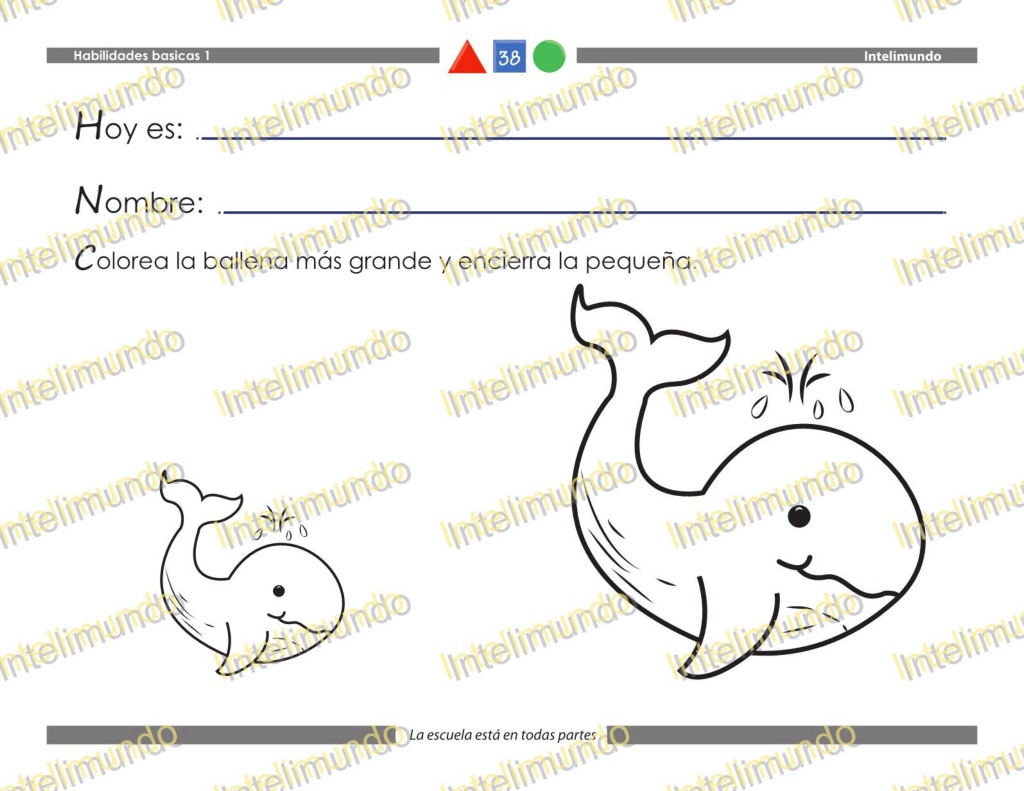 Habilidades basicas 1
38
Intelimundo
Hoy es:
Nombre:
Colorea la ballena más grande y encierra la pequeña.
La escuela está en todas partes
Intelimundo